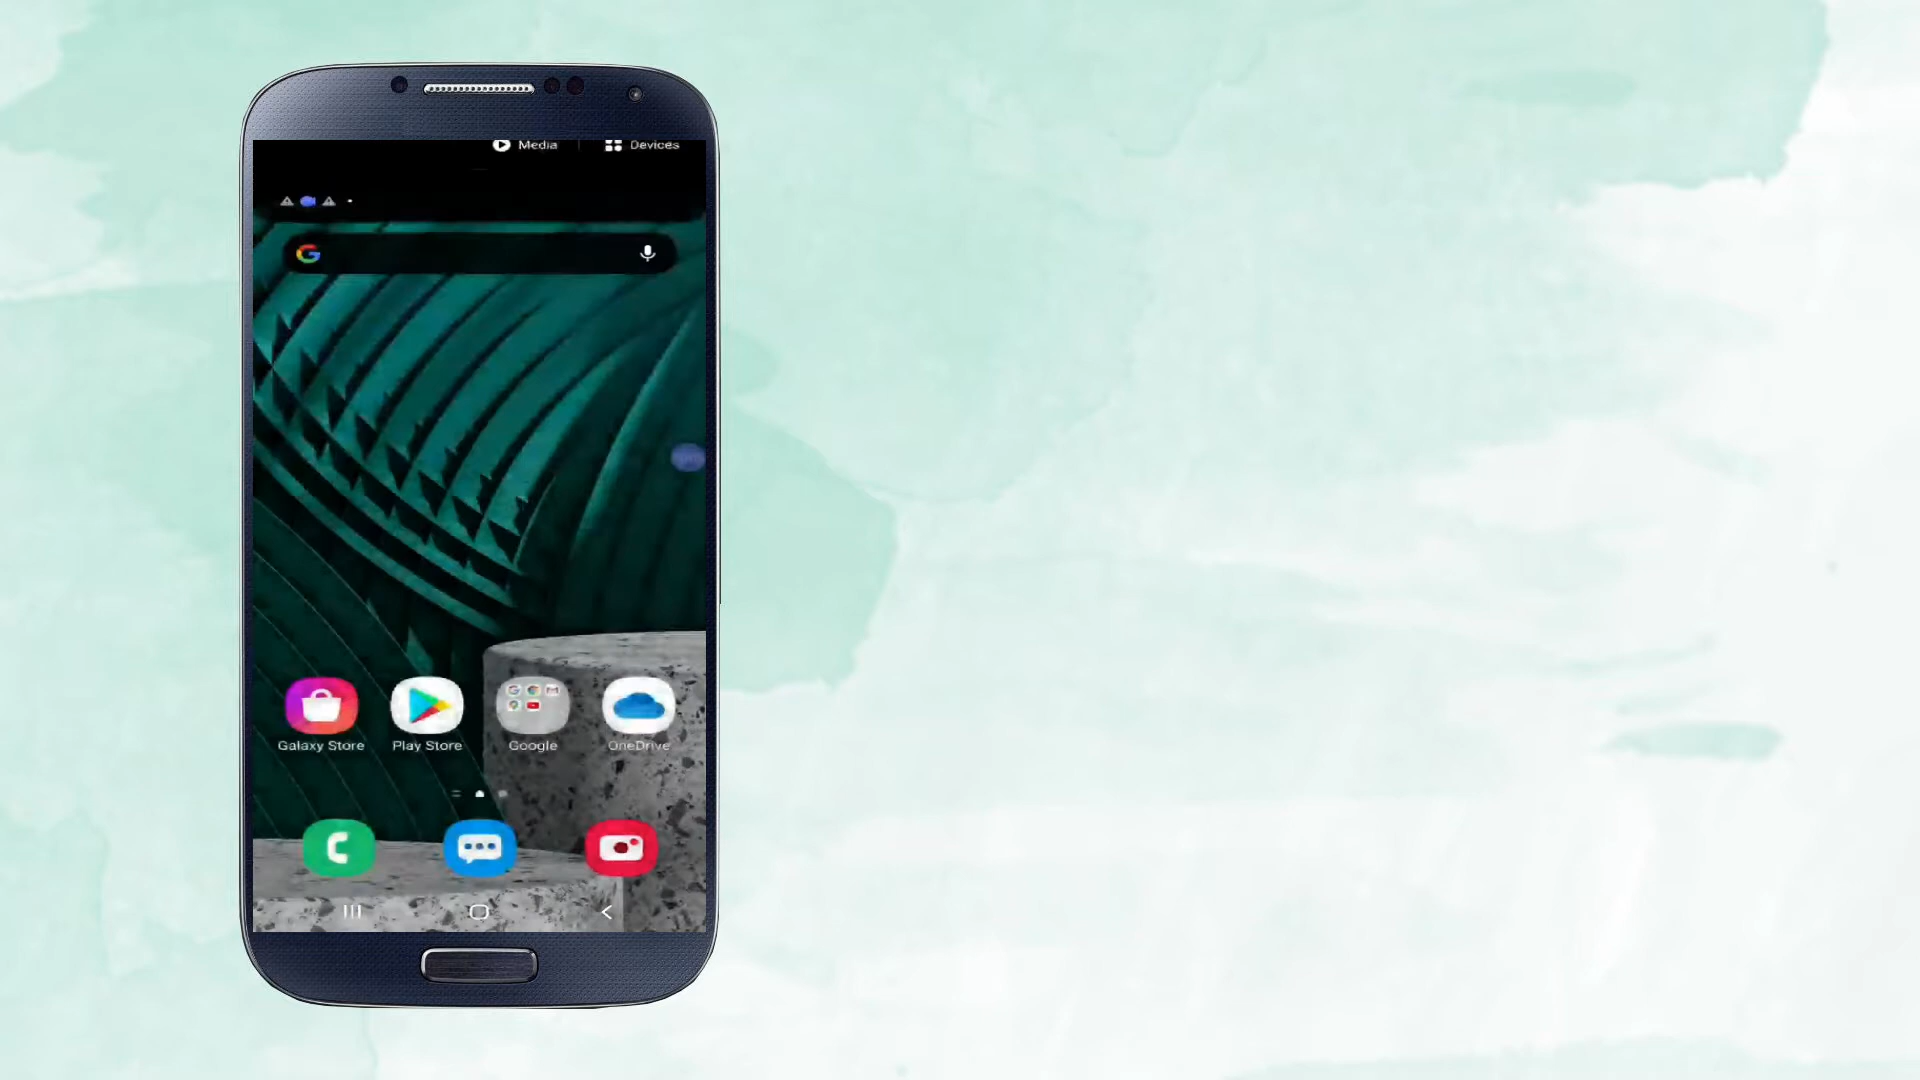 Media
Devices
Galaxy Store
Play Store
Google
OneDrive